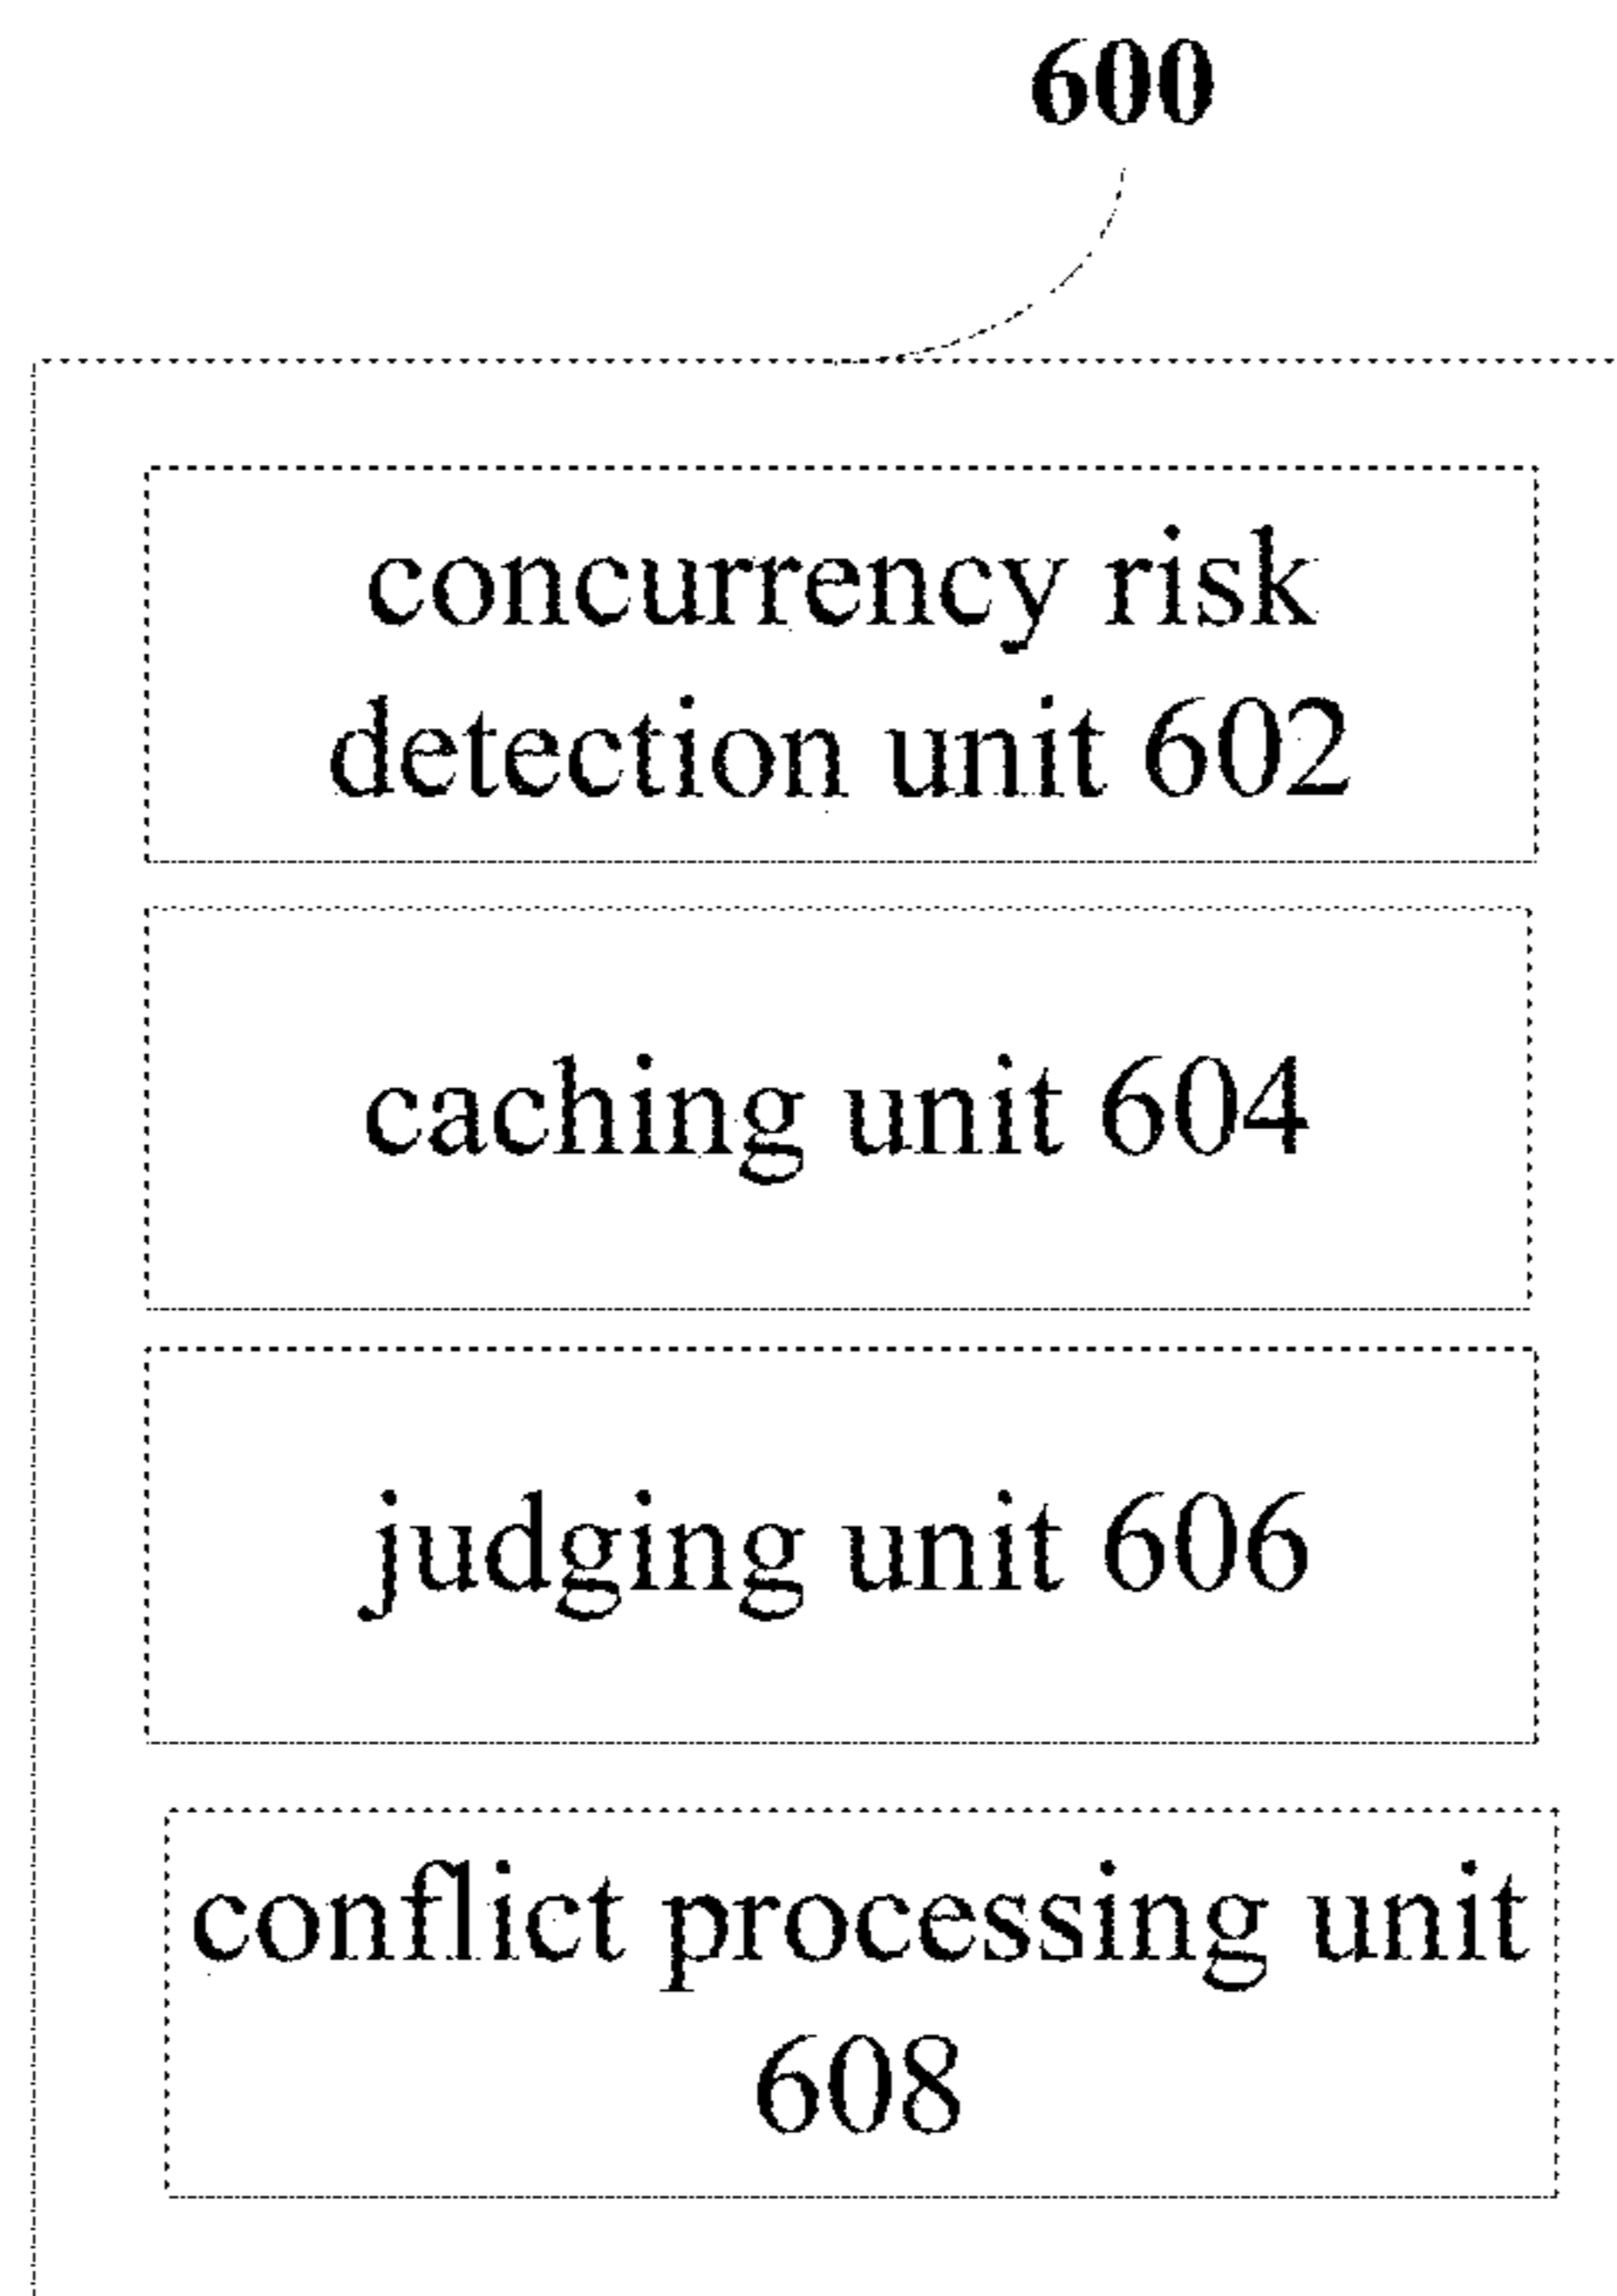 600
concurrency risk
detection unit 602
caching unit 604
judging unit 606
conflict processing unit
608